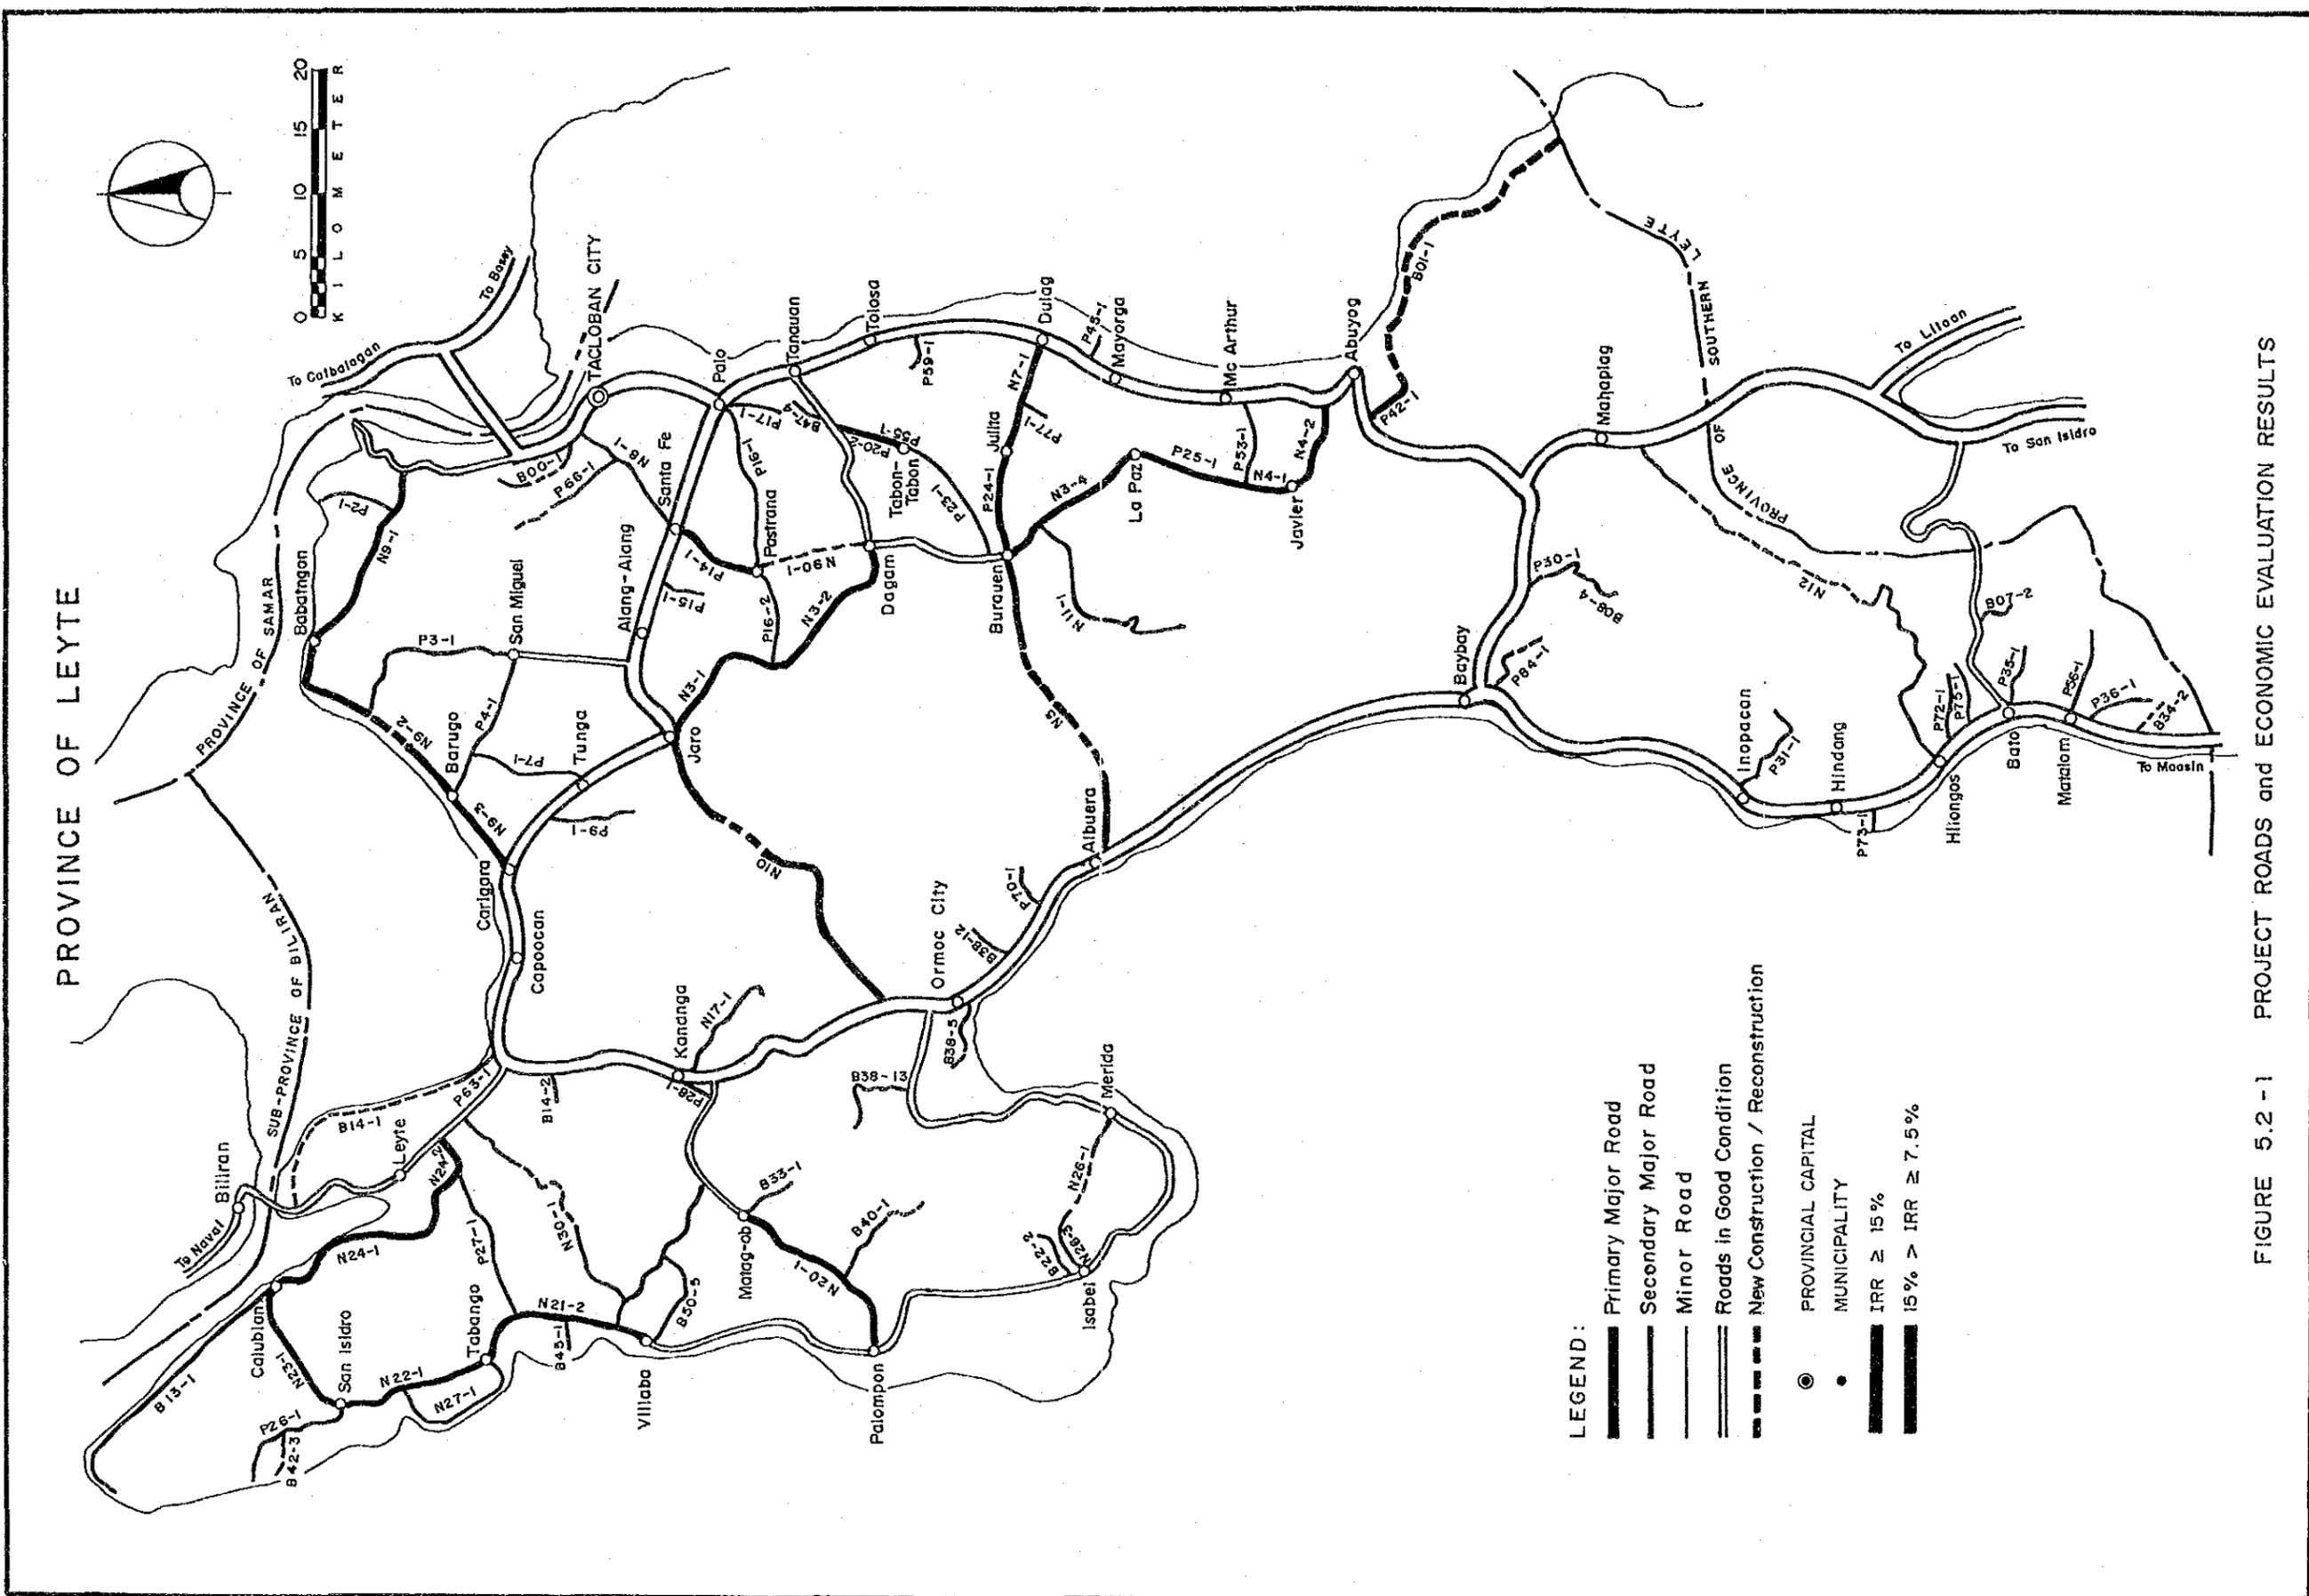 PROVINCE OF LEYTE
0 5 10 15 20
KILOMETER
To Catbalagan
To Basey
TACLOBAN CITY
PROVINCE OF SAMAR
SUB-PROVINCE OF BILIRAN
Biliran
To Naval
Babatngon
P2-1
N9-1
B00-1
P66-1
N8-1
Santa Fe
Palo
P17-1
B47-4
Tanauan
Tolosa
P59-1
P16-1
P20-2
P55-1
Tabon-
Tabon
P23-1
Pastrana
P14-1
N90-1
P15-1
Alang-Alang
San Miguel
P3-1
P4-1
N9-2
Barugo
P7-1
Tunga
N9-3
P9-1
Carigara
Capoocan
Jaro
N3-1
P16-2
N3-2
Dagami
Burauen
P24-1
Julita
N7-1
P77-1
Dulag
P45-1
Mayorga
Mc Arthur
N3-4
La Paz
P25-1
P53-1
N4-1
N4-2
Javier
Abuyog
P42-1
B01-1
N11-1
N5
N10
Albuera
Ormoc City
P70-1
B38-12
B38-5
B38-13
Kananga
N17-1
P28-1
B14-2
P63-1
B14-1
Leyte
N24-2
N24-1
P27-1
N30-1
Calubian
B13-1
N23-1
San Isidro
P26-1
B42-3
N22-1
N27-1
Tabango
N21-2
B45-1
Villaba
B50-5
Matag-ob
B33-1
N20-1
B40-1
Palompon
Merida
N26-1
B22-2
N26-5
Isabel
Baybay
P84-1
P30-1
B08-4
Mahaplag
PROVINCE OF SOUTHERN LEYTE
To Liloan
To San Isidro
N12
Inopacan
P31-1
Hindang
P73-1
Hliongos
P72-1
P75-1
Bato
P35-1
B07-2
Matalom
P56-1
P36-1
B34-2
To Maasin
LEGEND:
Primary Major Road
Secondary Major Road
Minor Road
Roads in Good Condition
New Construction / Reconstruction
PROVINCIAL CAPITAL
MUNICIPALITY
IRR ≥ 15%
15% > IRR ≥ 7.5%
FIGURE 5.2-1 PROJECT ROADS and ECONOMIC EVALUATION RESULTS